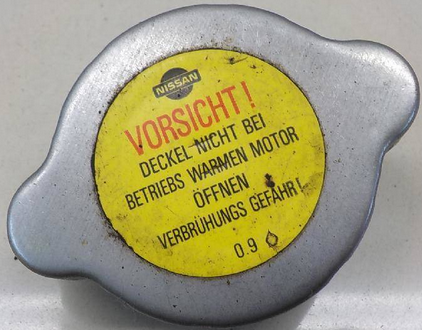 NISSAN
VORSICHT!
DECKEL NICHT BEI
BETRIEBS WARMEN MOTOR
ÖFFNEN
VERBRÜHUNGS GEFAHR!
0.9